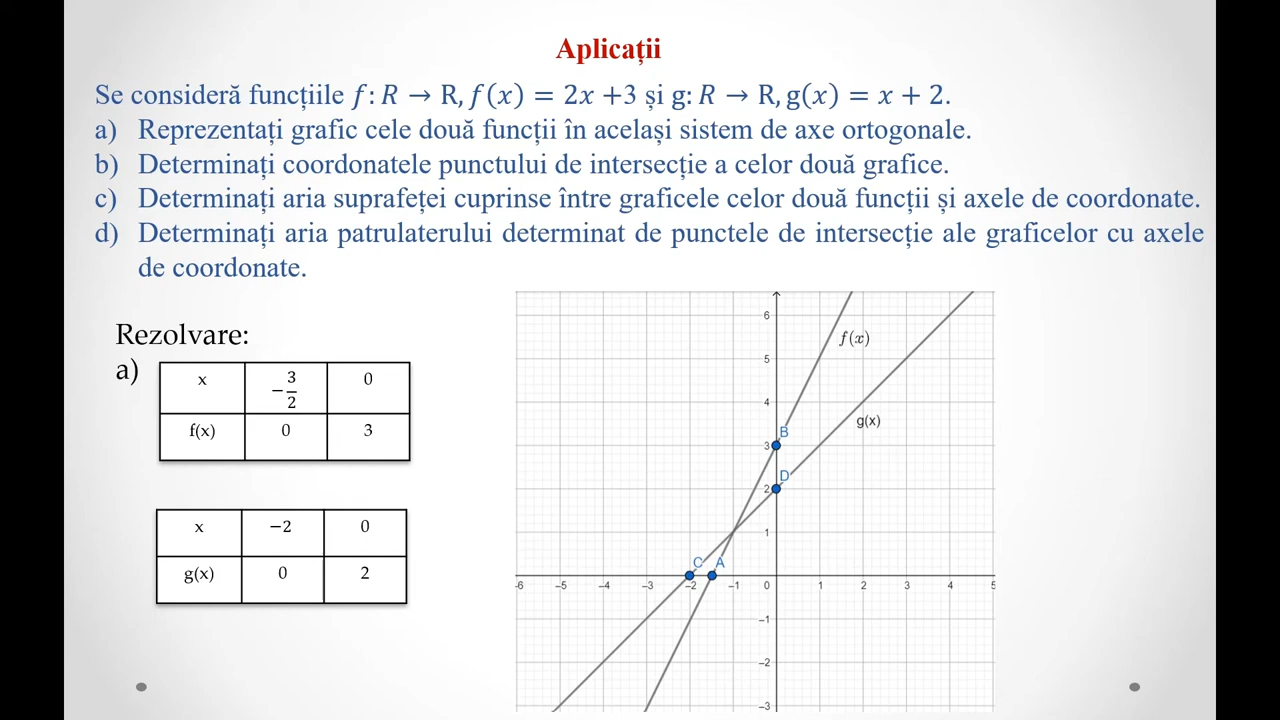 Aplicații
Se consideră funcțiile f: R → R, f(x) = 2x +3 și g: R → R, g(x) = x + 2.
a) Reprezentați grafic cele două funcții în același sistem de axe ortogonale.
b) Determinați coordonatele punctului de intersecție a celor două grafice.
c) Determinați aria suprafeței cuprinse între graficele celor două funcții și axele de coordonate.
d) Determinați aria patrulaterului determinat de punctele de intersecție ale graficelor cu axele
de coordonate.
Rezolvare:
a)
x −3/2 0
f(x) 0 3
x −2 0
g(x) 0 2
6
f(x)
5
4
g(x)
B
3
D
2
1
C A
-6 −5 −4 −3 −2 −1 0 1 2 3 4 5
−1
−2
−3